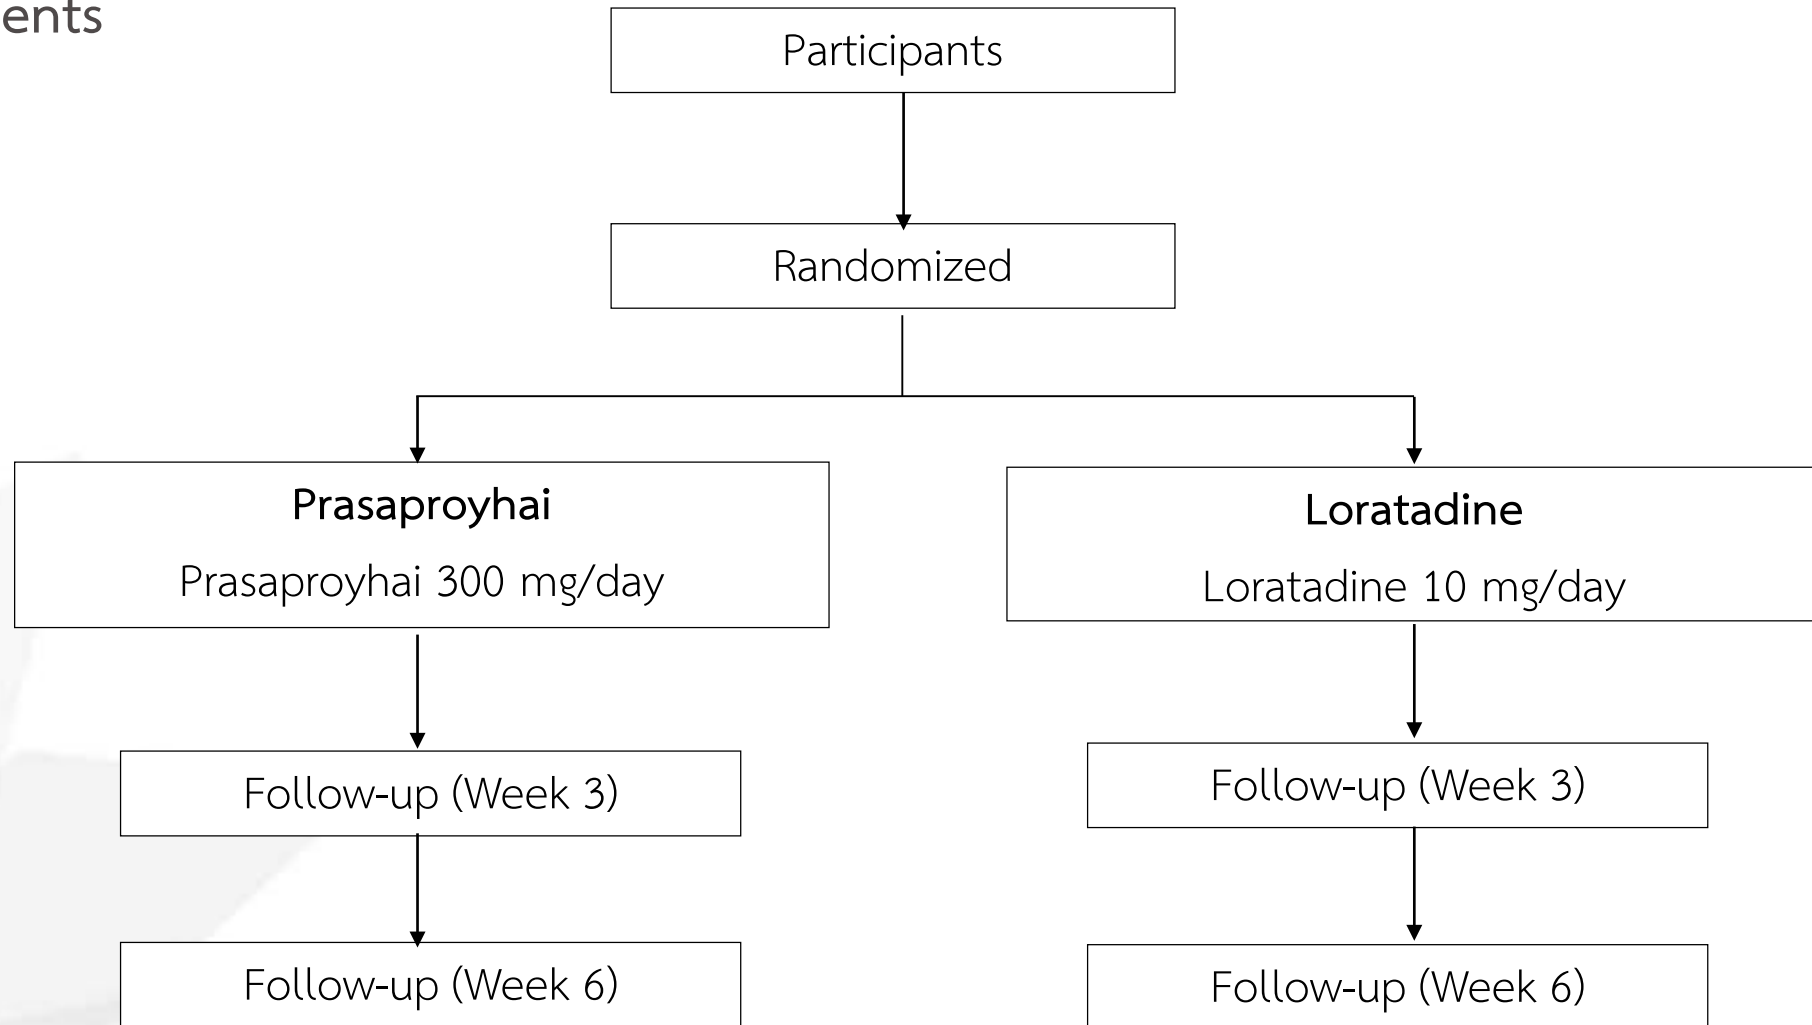 ents
Participants
Randomized
Prasaproyhai
Prasaproyhai 300 mg/day
Loratadine
Loratadine 10 mg/day
Follow-up (Week 3)
Follow-up (Week 3)
Follow-up (Week 6)
Follow-up (Week 6)